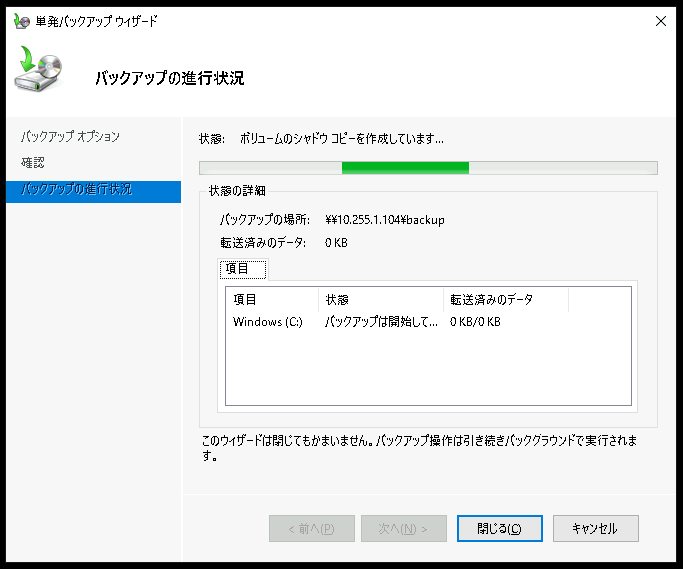 単発バックアップ ウィザード
バックアップの進行状況
バックアップ オプション
確認
バックアップの進行状況
状態: ボリュームのシャドウ コピーを作成しています...
状態の詳細
バックアップの場所: ¥¥10.255.1.104¥backup
転送済みのデータ: 0 KB
項目
項目 状態 転送済みのデータ
Windows (C:) バックアップは開始して... 0 KB/0 KB
このウィザードは閉じてもかまいません。バックアップ操作は引き続きバックグラウンドで実行されま
す。
< 前へ(P) 次へ(N) > 閉じる(C) キャンセル